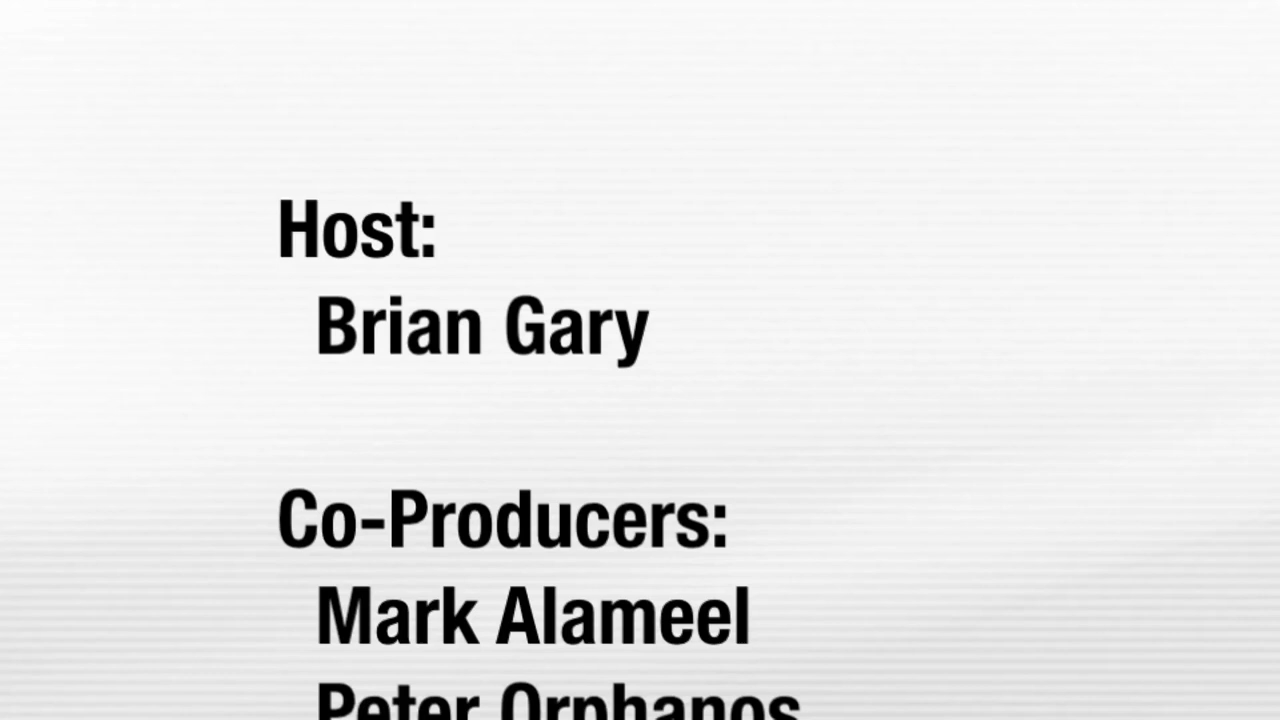 Host:
Brian Gary
Co-Producers:
Mark Alameel
Peter Orphanos